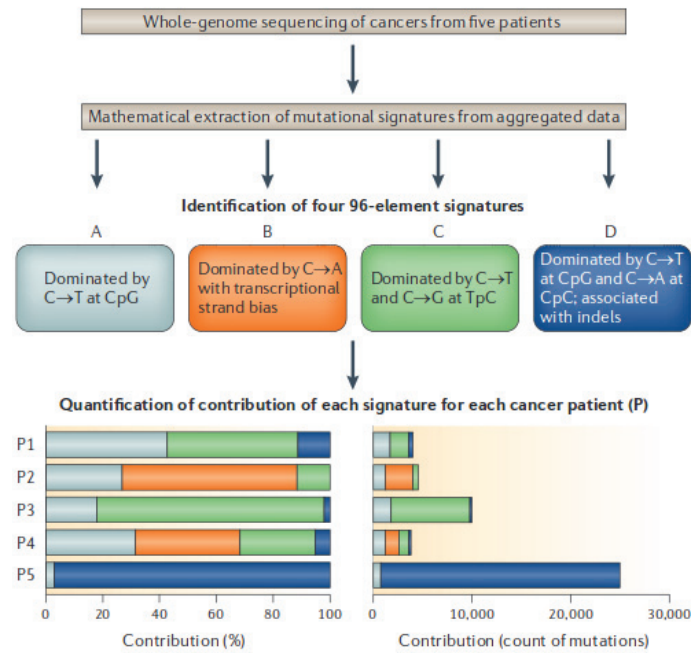 Whole-genome sequencing of cancers from five patients
Mathematical extraction of mutational signatures from aggregated data
Identification of four 96-element signatures
A
B
C
D
Dominated by
C→T at CpG
Dominated by C→A
with transcriptional
strand bias
Dominated by C→T
and C→G at TpC
Dominated by C→T
at CpG and C→A at
CpC; associated
with indels
Quantification of contribution of each signature for each cancer patient (P)
P1
P2
P3
P4
P5
0 20 40 60 80 100
Contribution (%)
0 10,000 20,000 30,000
Contribution (count of mutations)